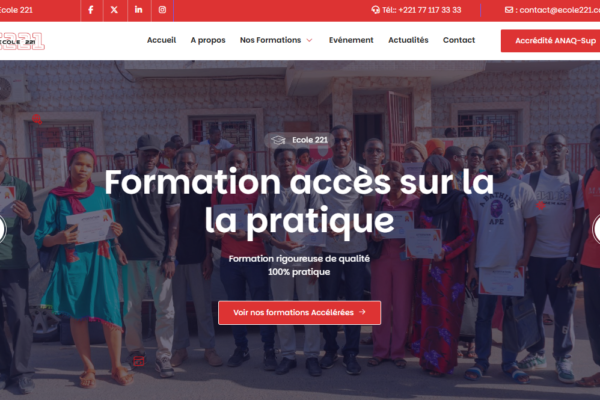 Ecole 221
Tél.: +221 77 117 33 33
: contact@ecole221.c
ECOLE 221
Accueil
A propos
Nos Formations
Evénement
Actualités
Contact
Accrédité ANAQ-Sup
Ecole 221
Formation accès sur la
la pratique
Formation rigoureuse de qualité
100% pratique
Voir nos formations Accélérées